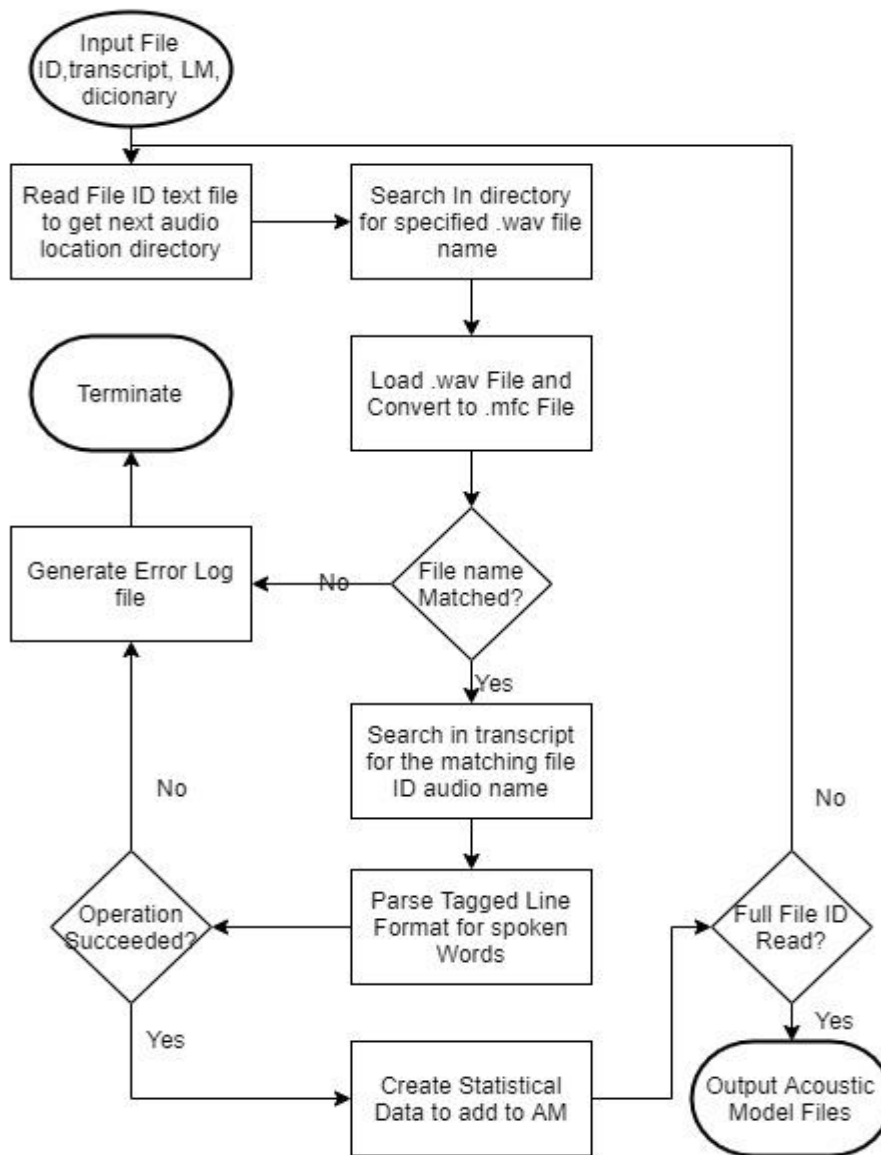 Input File
ID,transcript, LM,
dicionary
Read File ID text file
to get next audio
location directory
Search In directory
for specified .wav file
name
Load .wav File and
Convert to .mfc File
Terminate
Generate Error Log
file
No
File name
Matched?
Yes
Search in transcript
for the matching file
ID audio name
No
No
Operation
Succeeded?
Parse Tagged Line
Format for spoken
Words
Full File ID
Read?
Yes
Yes
Create Statistical
Data to add to AM
Output Acoustic
Model Files